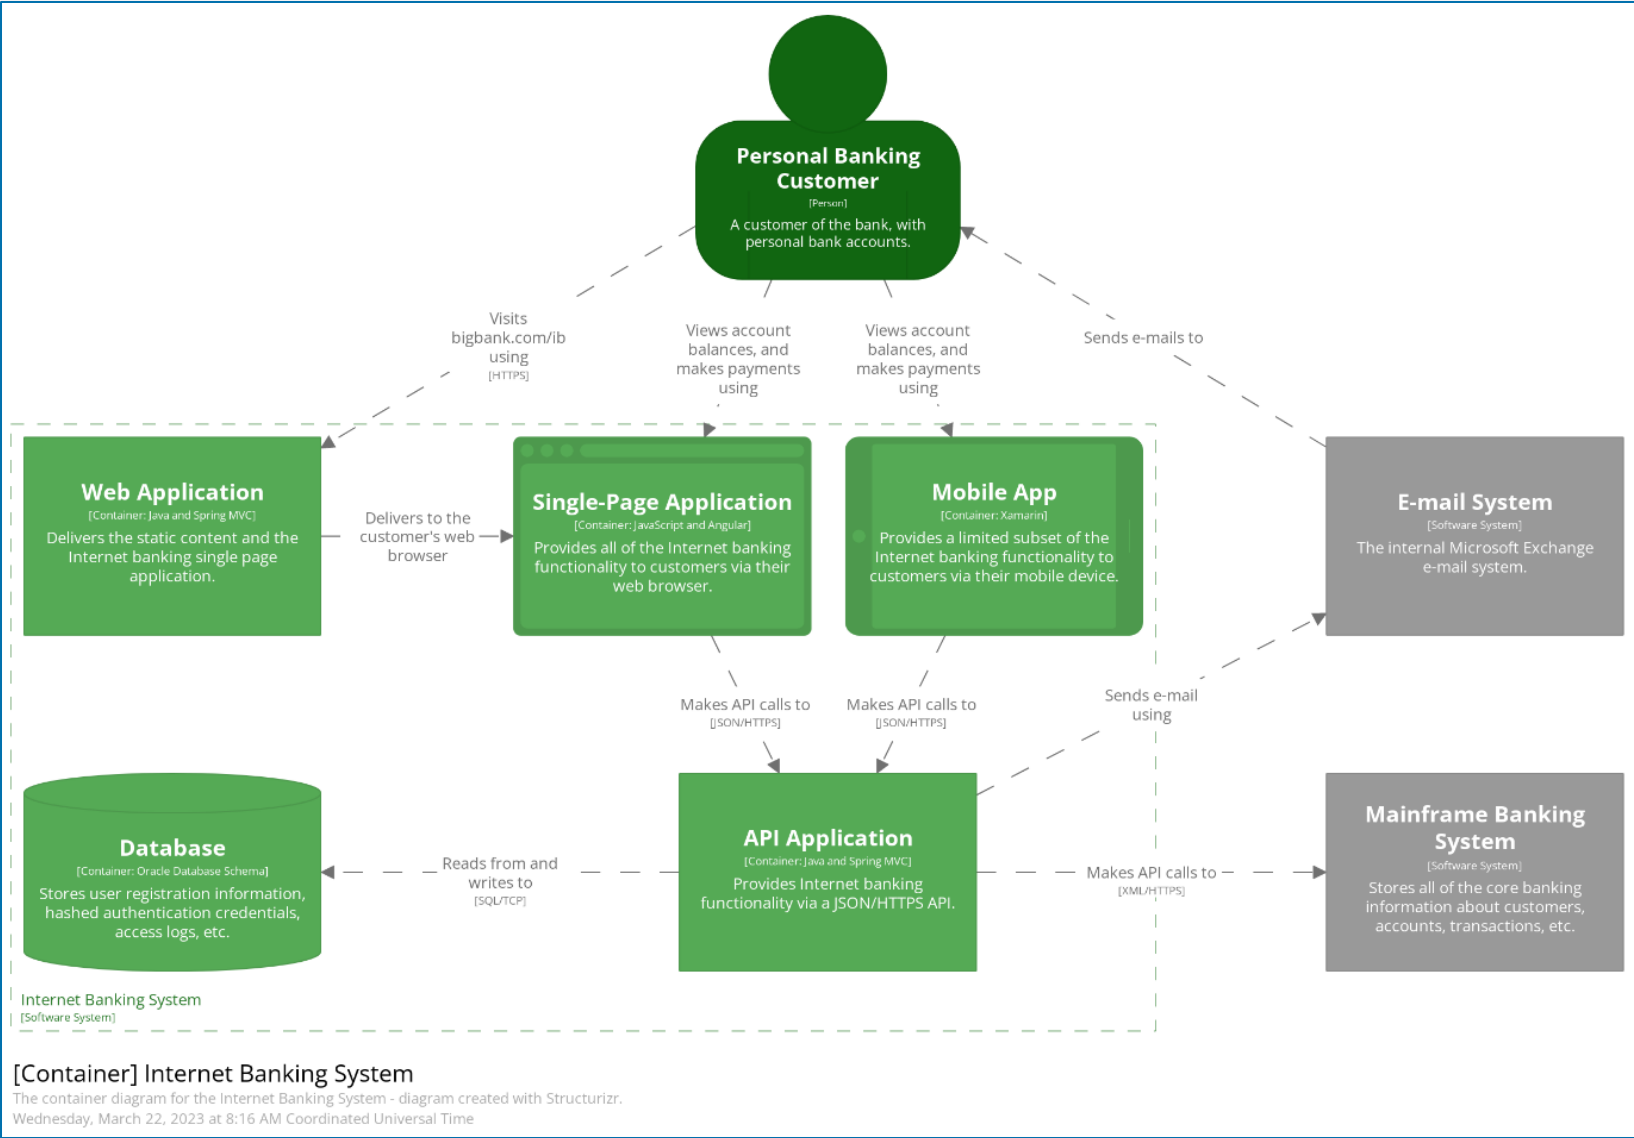 Personal Banking
Customer
[Person]
A customer of the bank, with
personal bank accounts.
Visits
bigbank.com/ib
using
[HTTPS]
Views account
balances, and
makes payments
using
Views account
balances, and
makes payments
using
Sends e-mails to
Web Application
[Container: Java and Spring MVC]
Delivers the static content and the
Internet banking single page
application.
Delivers to the
customer's web
browser
Single-Page Application
[Container: JavaScript and Angular]
Provides all of the Internet banking
functionality to customers via their
web browser.
Mobile App
[Container: Xamarin]
Provides a limited subset of the
Internet banking functionality to
customers via their mobile device.
E-mail System
[Software System]
The internal Microsoft Exchange
e-mail system.
Makes API calls to
[JSON/HTTPS]
Makes API calls to
[JSON/HTTPS]
Sends e-mail
using
Database
[Container: Oracle Database Schema]
Stores user registration information,
hashed authentication credentials,
access logs, etc.
Reads from and
writes to
[SQL/TCP]
API Application
[Container: Java and Spring MVC]
Provides Internet banking
functionality via a JSON/HTTPS API.
Makes API calls to
[XML/HTTPS]
Mainframe Banking
System
[Software System]
Stores all of the core banking
information about customers,
accounts, transactions, etc.
Internet Banking System
[Software System]
[Container] Internet Banking System
The container diagram for the Internet Banking System - diagram created with Structurizr.
Wednesday, March 22, 2023 at 8:16 AM Coordinated Universal Time